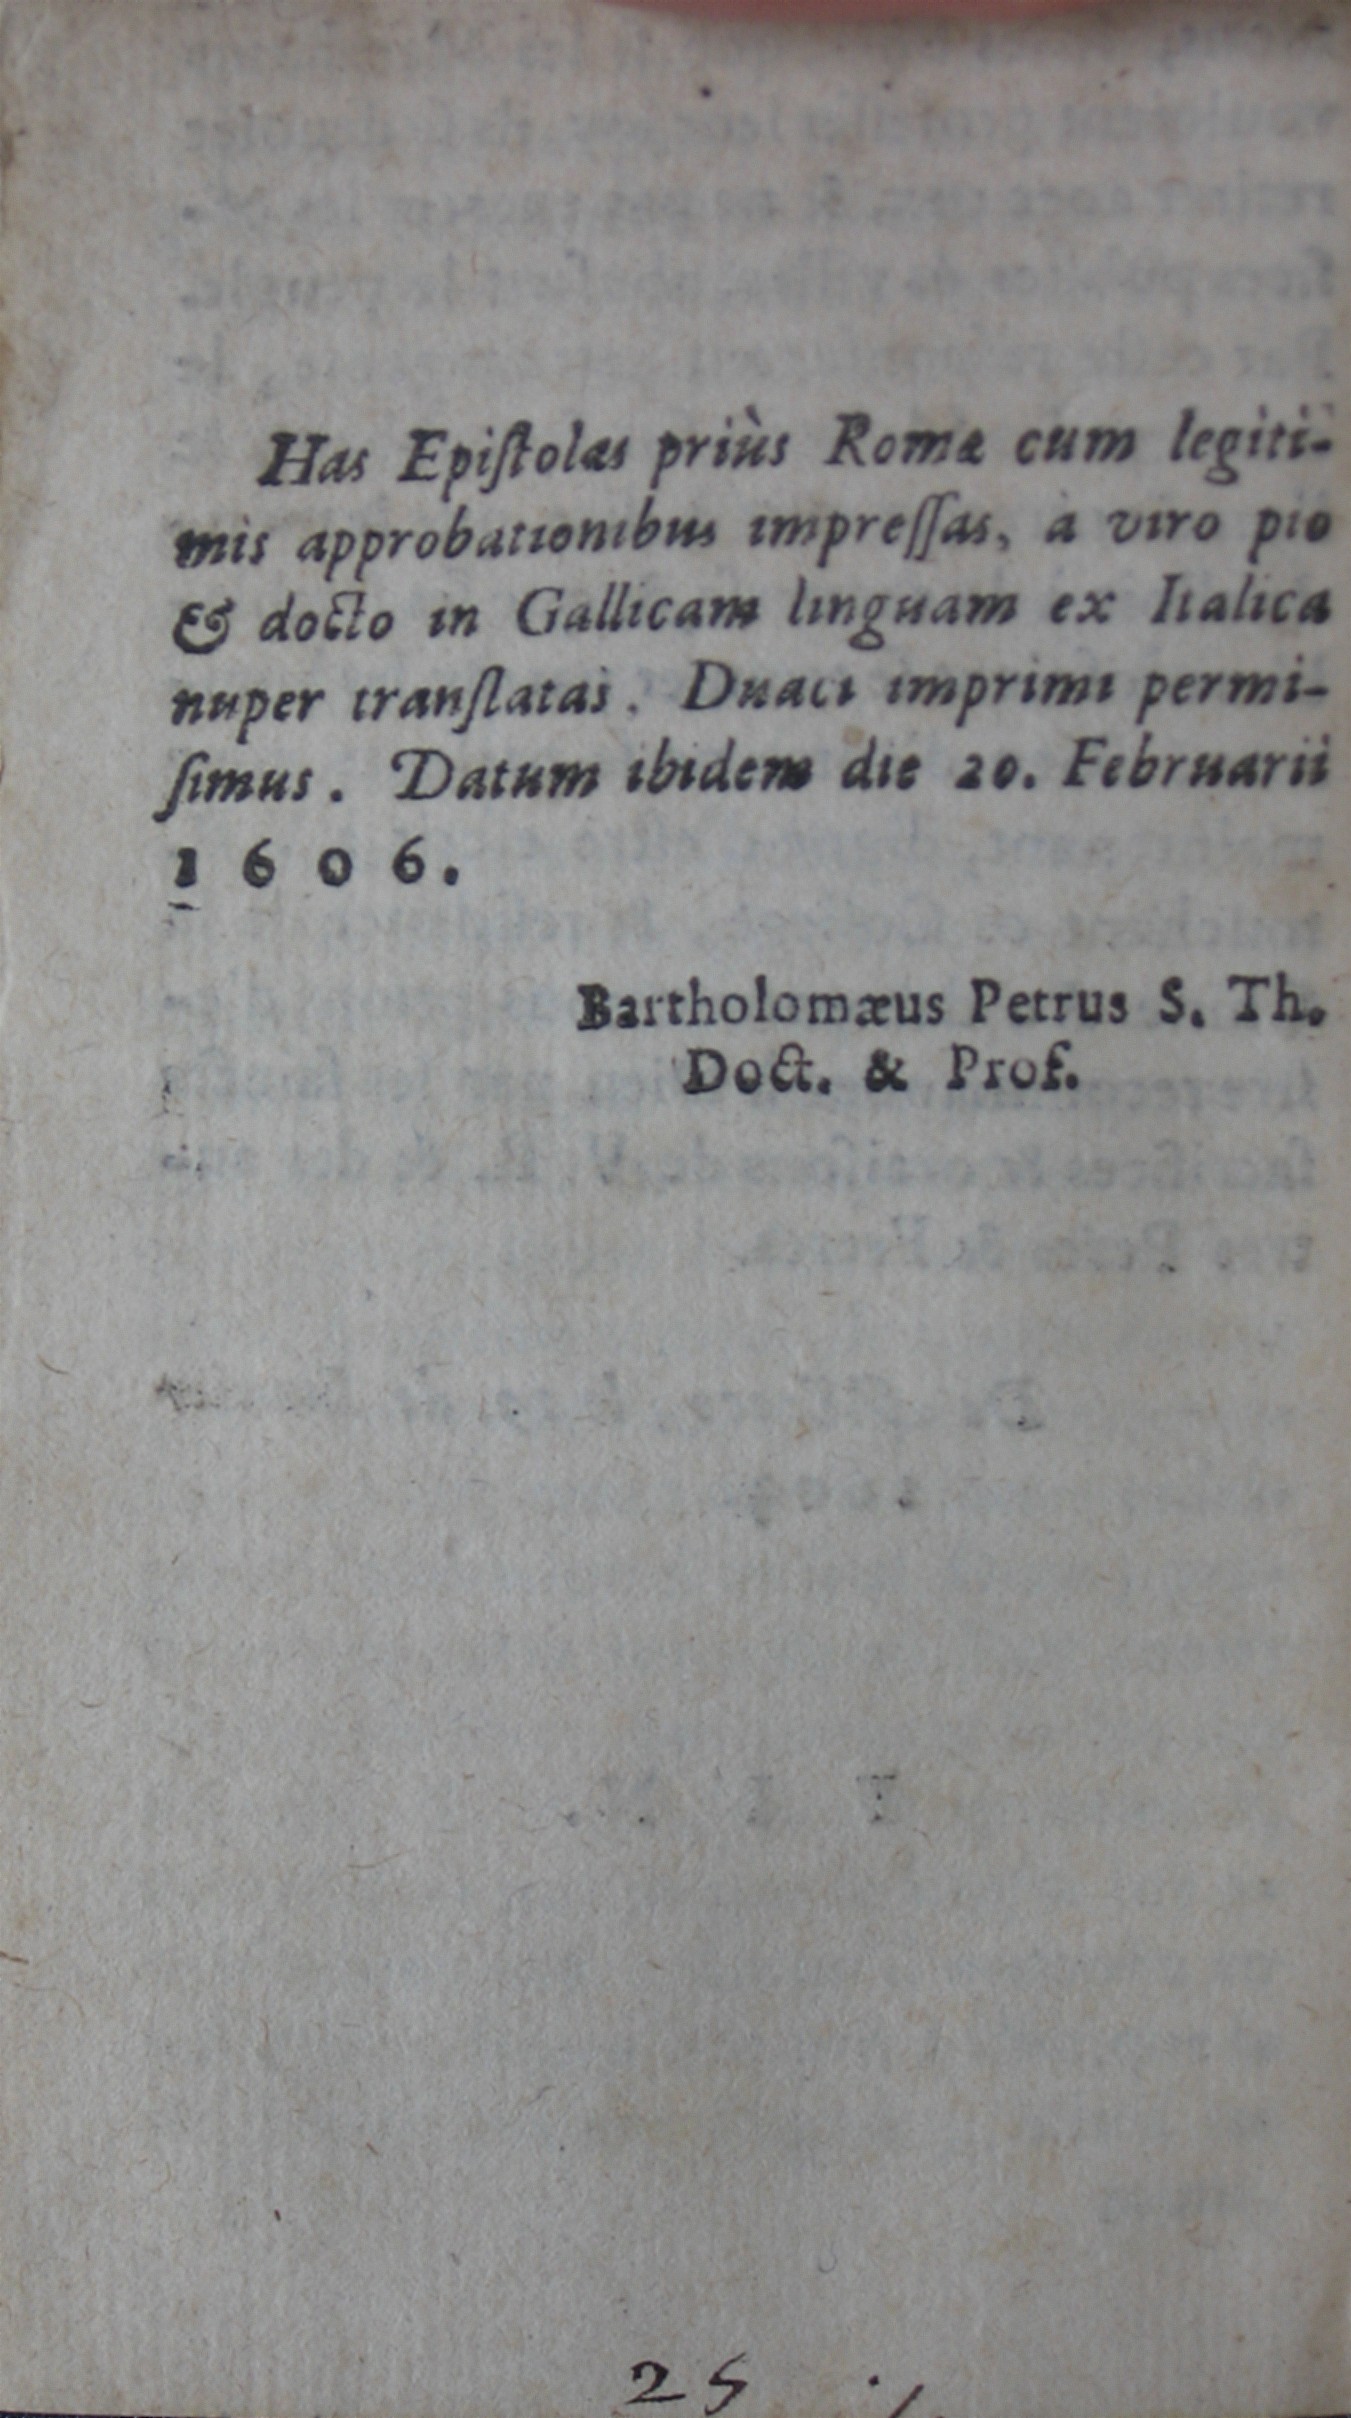 Has Epiſtolas priùs Romæ cum legiti-
mis approbationibus impreſſas, à viro pio
& docto in Gallicam linguam ex Italica
nuper tranſlatas. Duaci imprimi permi-
ſimus. Datum ibidem die 20. Februarii
1606.
Bartholomæus Petrus S. Th.
Doct. & Prof.
25